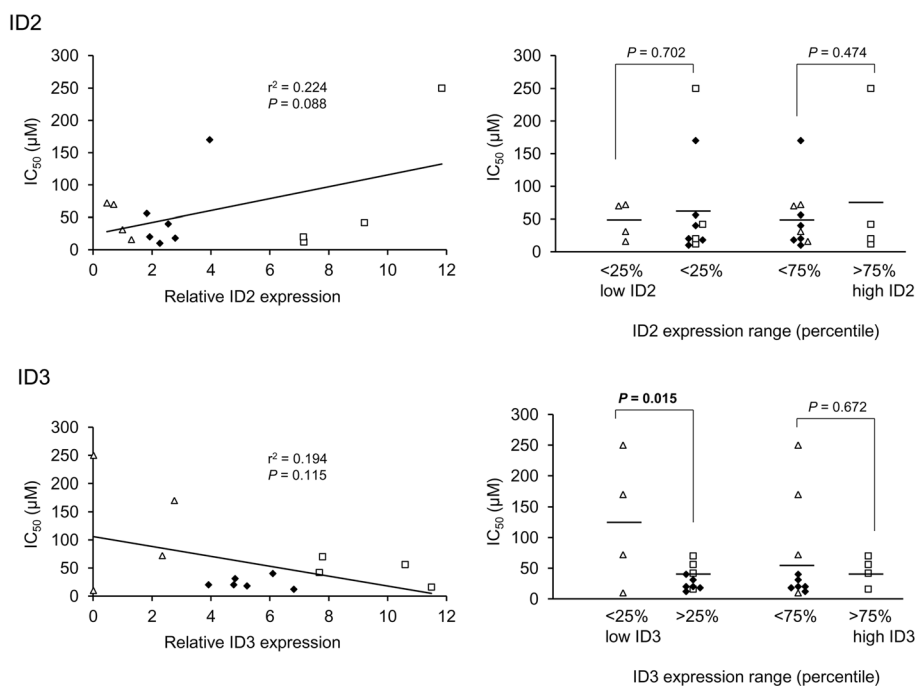 ID2
300
250
200
150
100
50
0
IC50 (µM)
r² = 0.224
P = 0.088
0 2 4 6 8 10 12
Relative ID2 expression
300
250
200
150
100
50
0
IC50 (µM)
P = 0.702
P = 0.474
<25% <25% <75% >75%
low ID2 high ID2
ID2 expression range (percentile)
ID3
300
250
200
150
100
50
0
IC50 (µM)
r² = 0.194
P = 0.115
0 2 4 6 8 10 12
Relative ID3 expression
300
250
200
150
100
50
0
IC50 (µM)
P = 0.015
P = 0.672
<25% >25% <75% >75%
low ID3 high ID3
ID3 expression range (percentile)